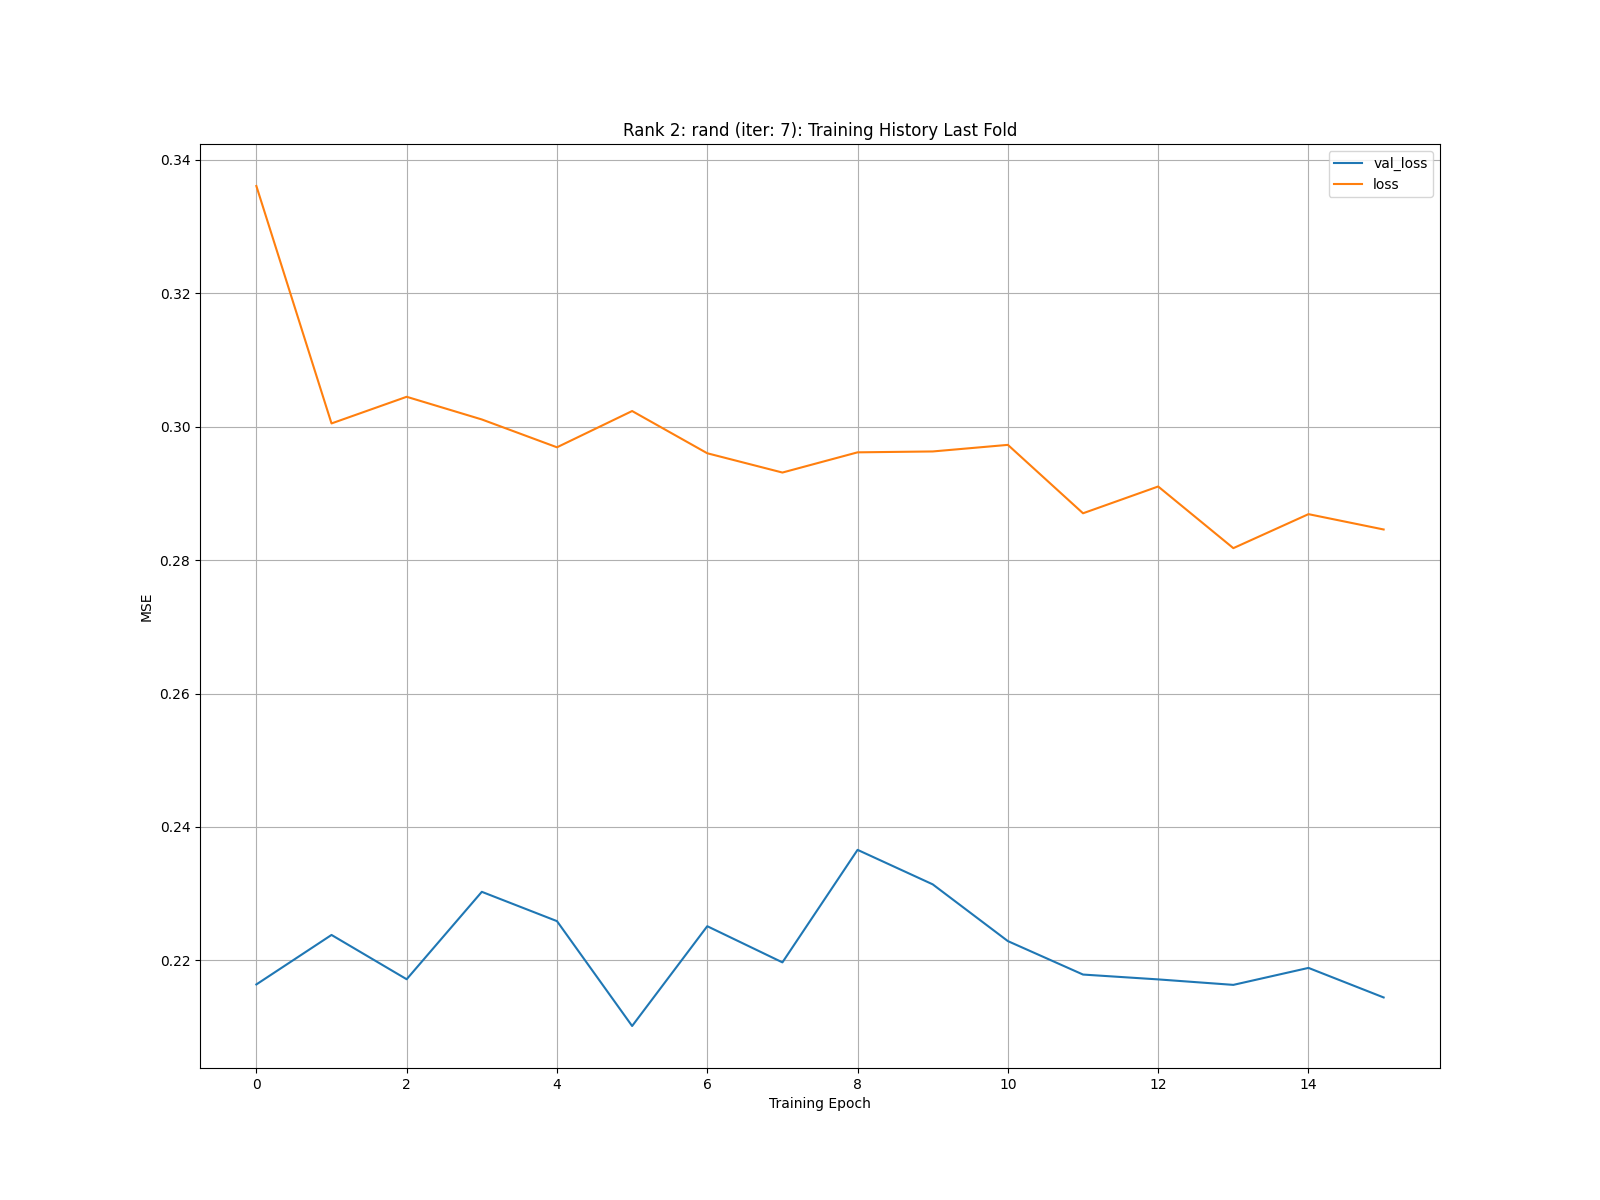 Rank 2: rand (iter: 7): Training History Last Fold
val_loss
loss
0.34
0.32
0.30
0.28
0.26
0.24
0.22
MSE
0 2 4 6 8 10 12 14
Training Epoch